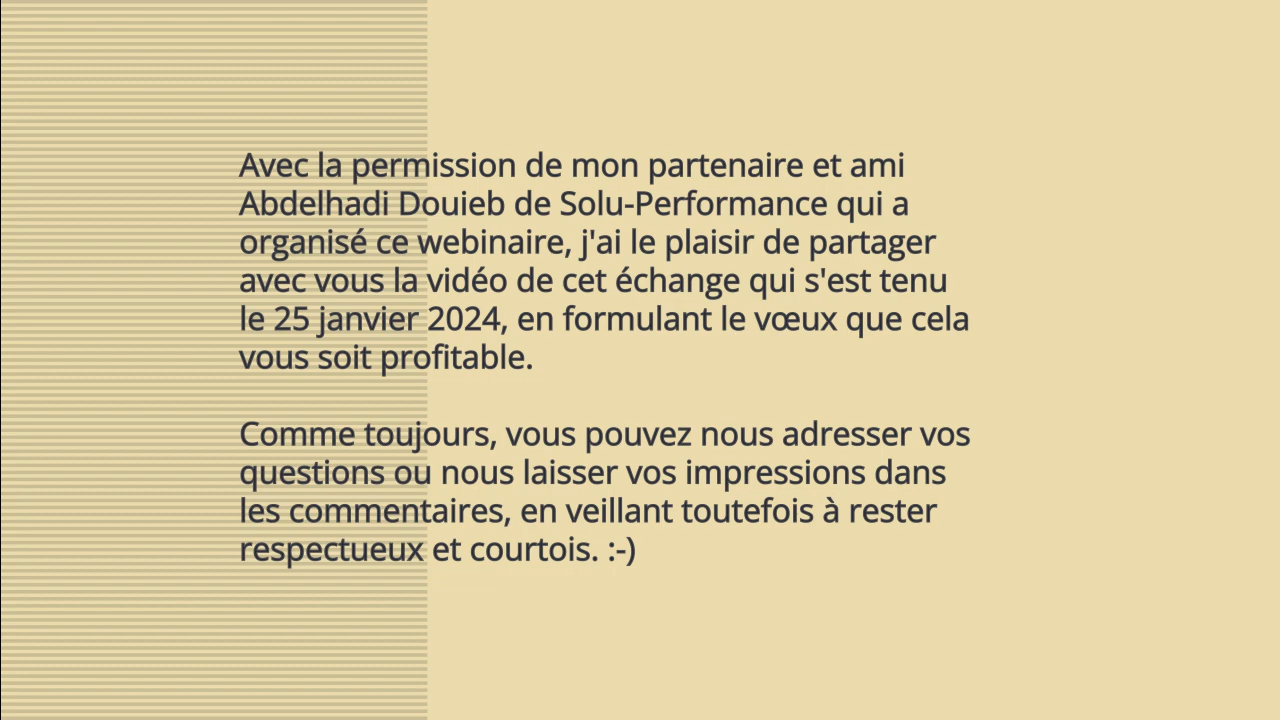 Avec la permission de mon partenaire et ami
Abdelhadi Douieb de Solu-Performance qui a
organisé ce webinaire, j'ai le plaisir de partager
avec vous la vidéo de cet échange qui s'est tenu
le 25 janvier 2024, en formulant le vœux que cela
vous soit profitable.
Comme toujours, vous pouvez nous adresser vos
questions ou nous laisser vos impressions dans
les commentaires, en veillant toutefois à rester
respectueux et courtois. :-)